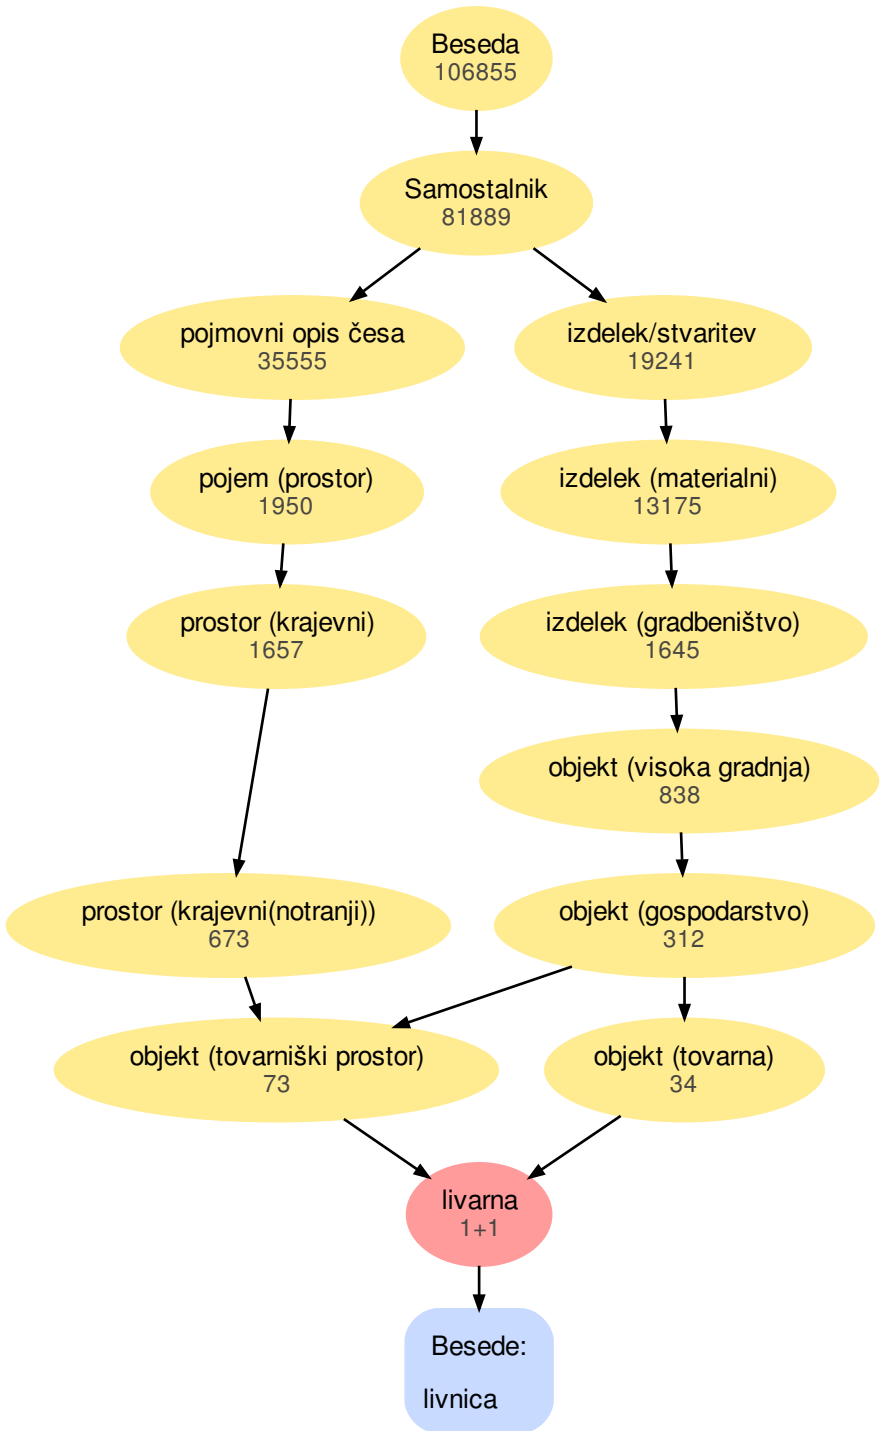 Beseda
106855
Samostalnik
81889
pojmovni opis česa
35555
izdelek/stvaritev
19241
pojem (prostor)
1950
izdelek (materialni)
13175
prostor (krajevni)
1657
izdelek (gradbeništvo)
1645
objekt (visoka gradnja)
838
prostor (krajevni(notranji))
673
objekt (gospodarstvo)
312
objekt (tovarniški prostor)
73
objekt (tovarna)
34
livarna
1+1
Besede:
livnica